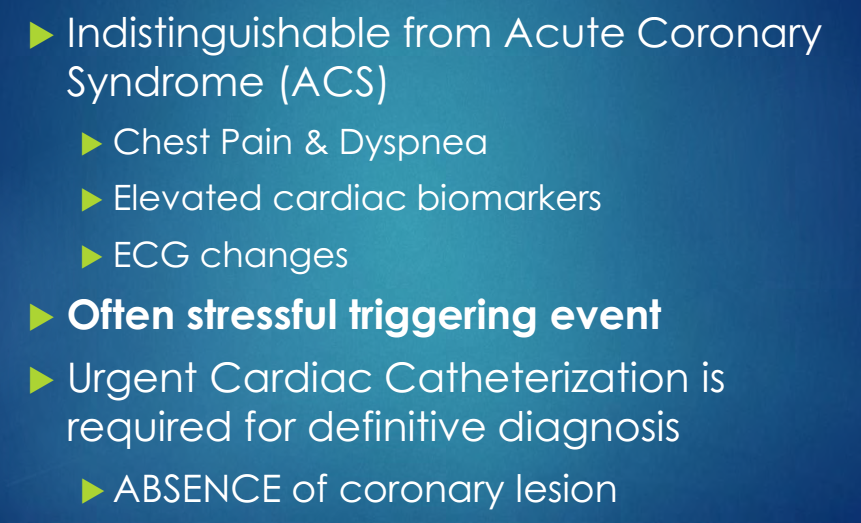 Indistinguishable from Acute Coronary
Syndrome (ACS)
Chest Pain & Dyspnea
Elevated cardiac biomarkers
ECG changes
Often stressful triggering event
Urgent Cardiac Catheterization is
required for definitive diagnosis
ABSENCE of coronary lesion